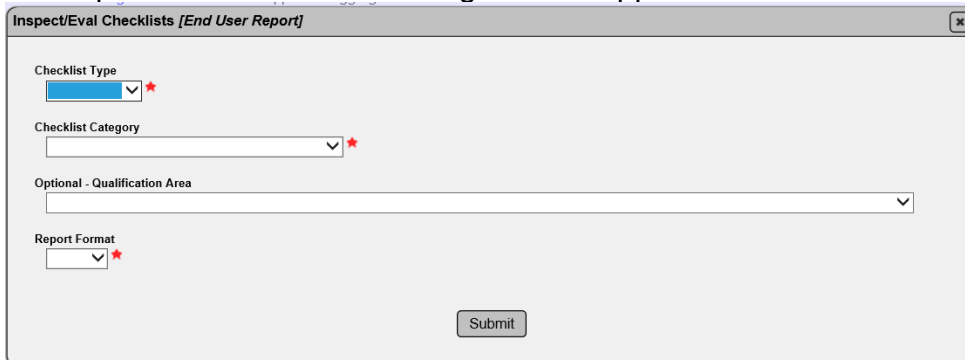 Inspect/Eval Checklists [End User Report]
Checklist Type
Checklist Category
Optional - Qualification Area
Report Format
Submit